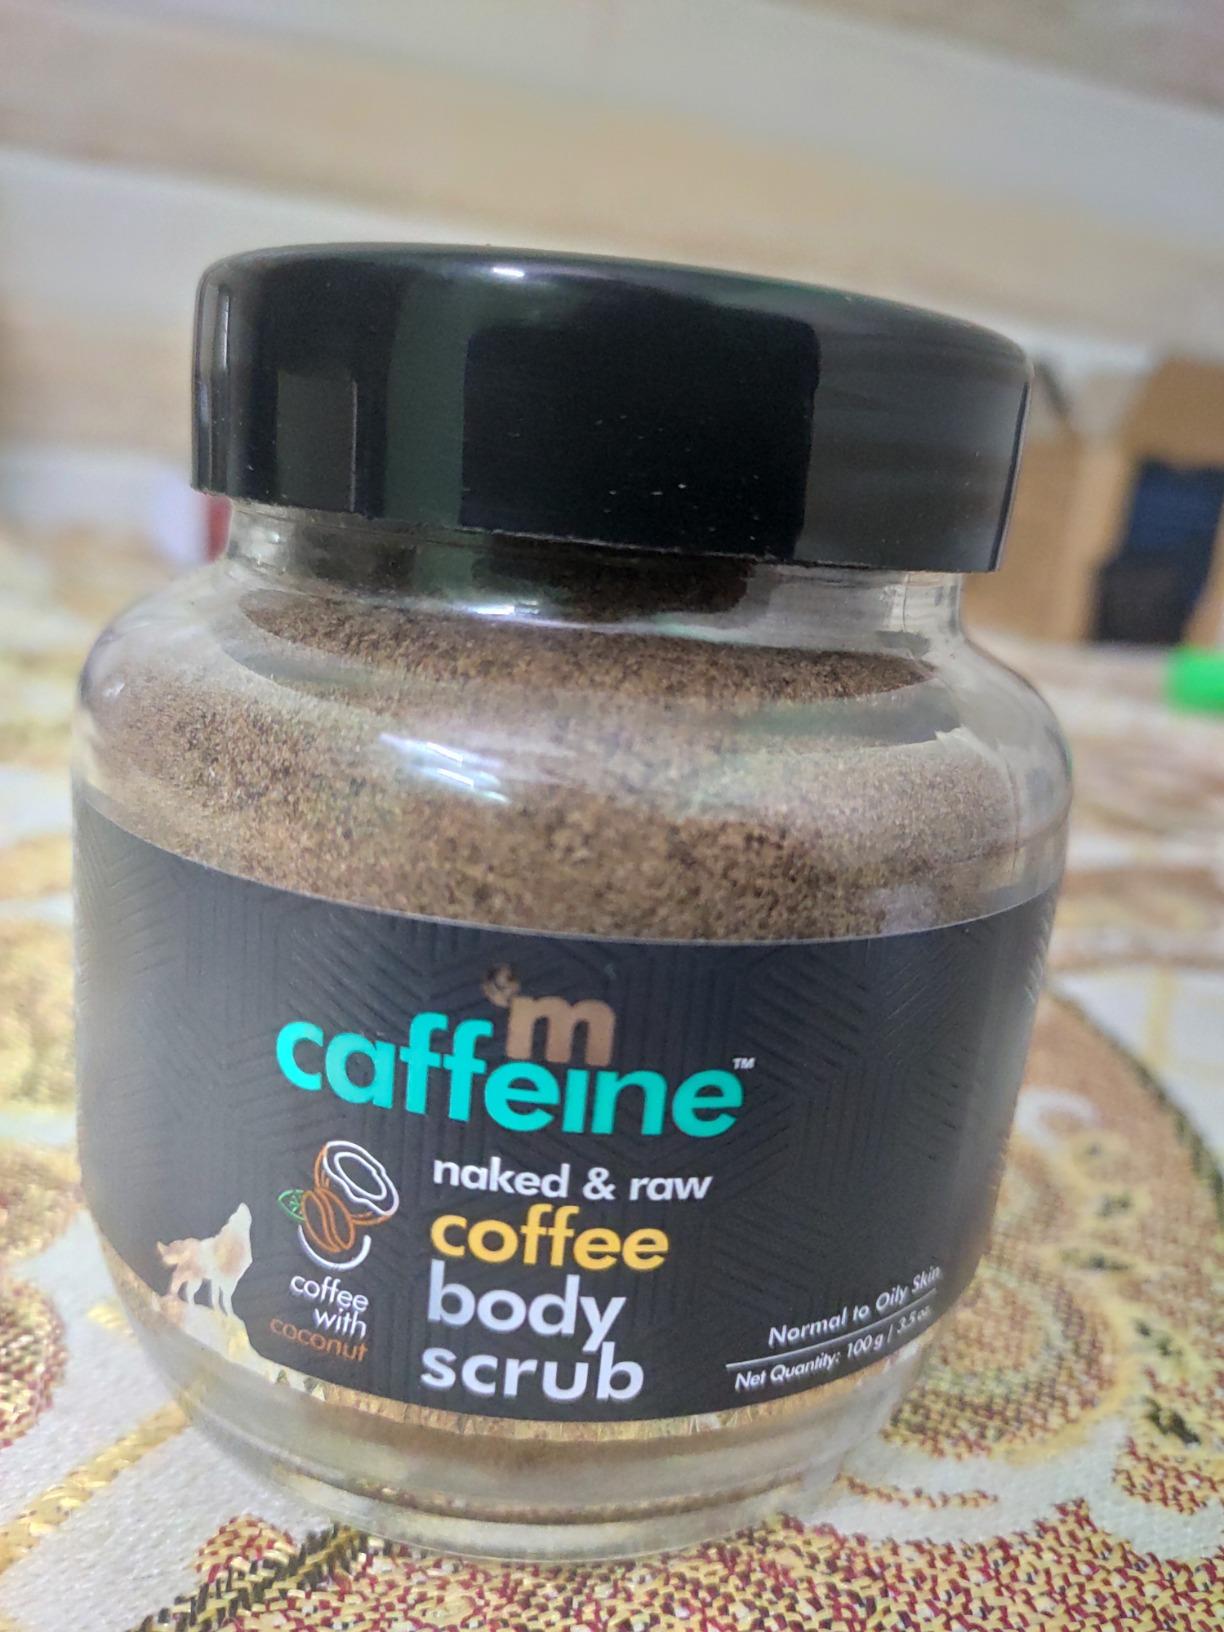 m
caffeine™
naked & raw
coffee
body
scrub
coffee
with
coconut
Normal to Oily Skin
Net Quantity: 100 g | 3.5 oz.